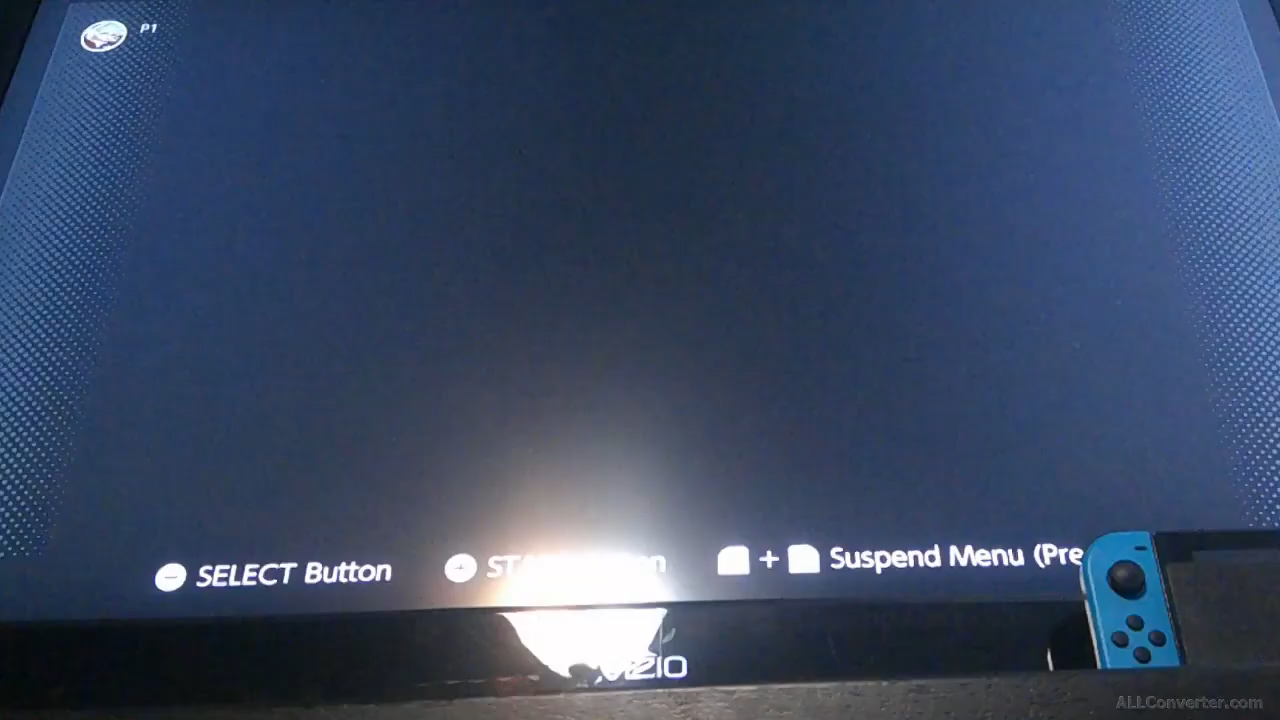 P1
SELECT Button
+ Suspend Menu (Pre
VIZIO
ALLConverter.com